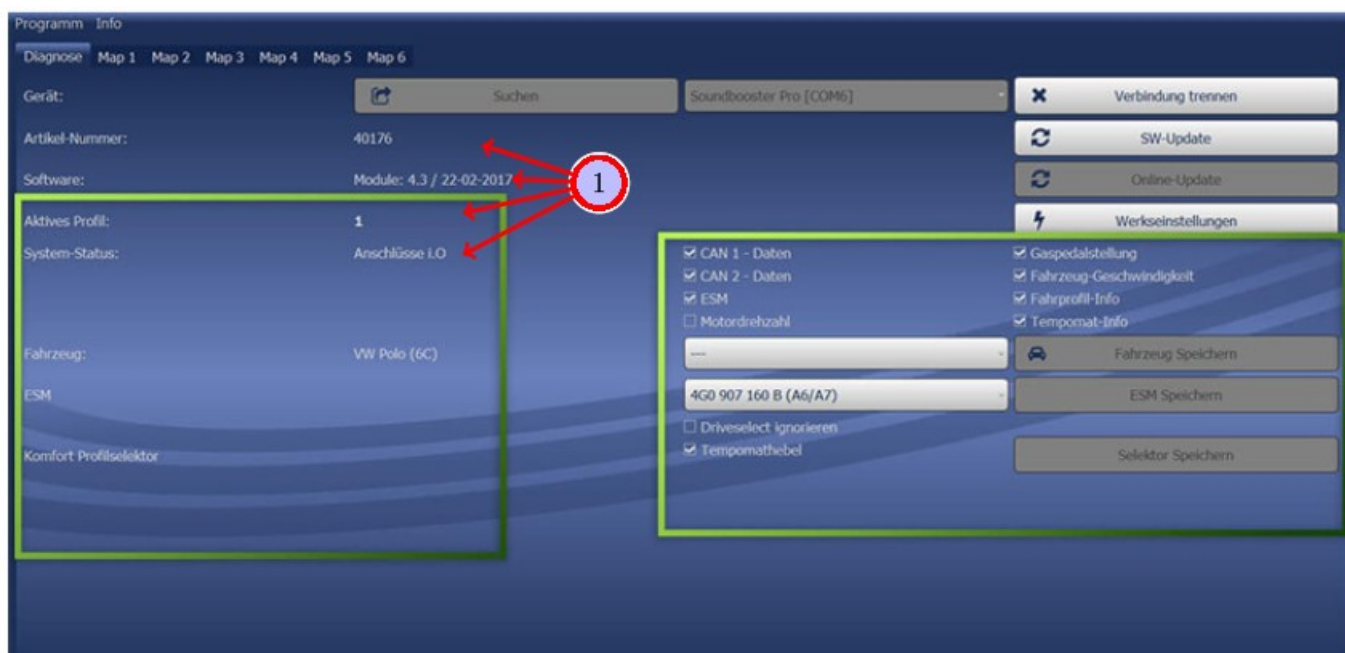 Programm Info
Diagnose Map 1 Map 2 Map 3 Map 4 Map 5 Map 6
Gerät: Suchen Soundbooster Pro [COM6] Verbindung trennen
Artikel-Nummer: 40176 SW-Update
Software: Module: 4.3 / 22-02-2017 1 Online-Update
Aktives Profil: 1 Werkseinstellungen
System-Status: Anschlüsse i.O CAN 1 - Daten Gaspedalstellung
CAN 2 - Daten Fahrzeug-Geschwindigkeit
ESM Fahrprofil-Info
Motordrehzahl Tempomat-Info
Fahrzeug: VW Polo (6C) --- Fahrzeug Speichern
ESM 4G0 907 160 B (A6/A7) ESM Speichern
Driveselect ignorieren
Komfort Profilselektor Tempomathebel Selektor Speichern